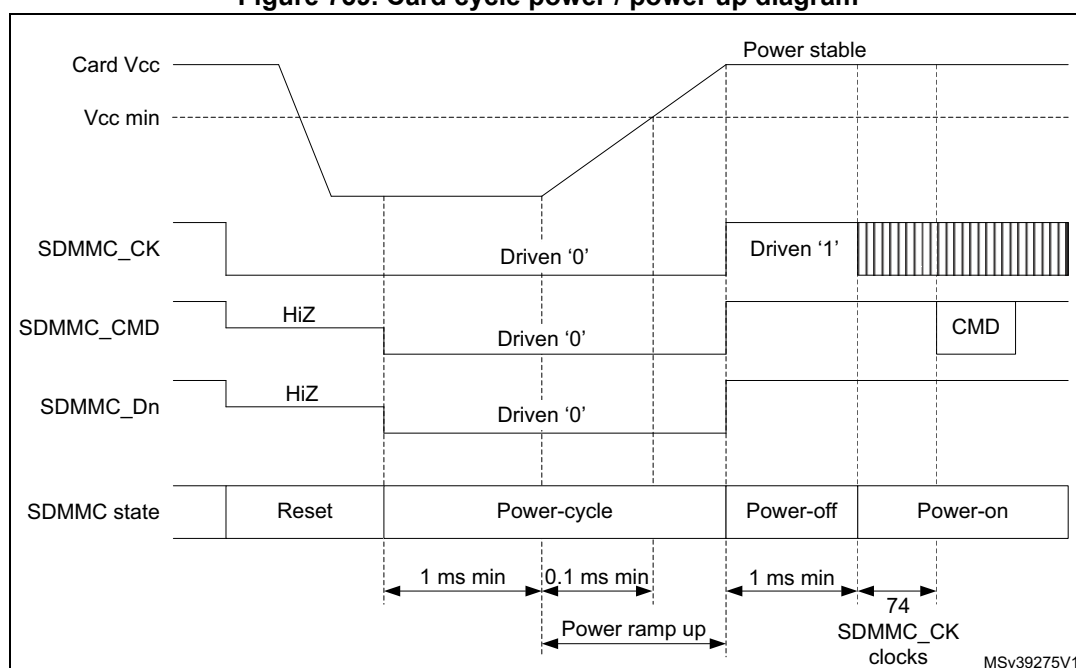 Figure 769. Card cycle power / power up diagram
Power stable
Card Vcc
Vcc min
SDMMC_CK
Driven ‘0’
Driven ‘1’
SDMMC_CMD
HiZ
Driven ‘0’
CMD
SDMMC_Dn
HiZ
Driven ‘0’
SDMMC state
Reset
Power-cycle
Power-off
Power-on
1 ms min
0.1 ms min
1 ms min
74
SDMMC_CK
clocks
Power ramp up
MSv39275V1